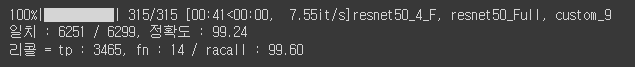 100%|██████████| 315/315 [00:41<00:00,  7.55it/s]resnet50_4_F, resnet50_Full, custom_9
일치 : 6251 / 6299, 정확도 : 99.24
리콜 = tp : 3465, fn : 14 / racall : 99.60